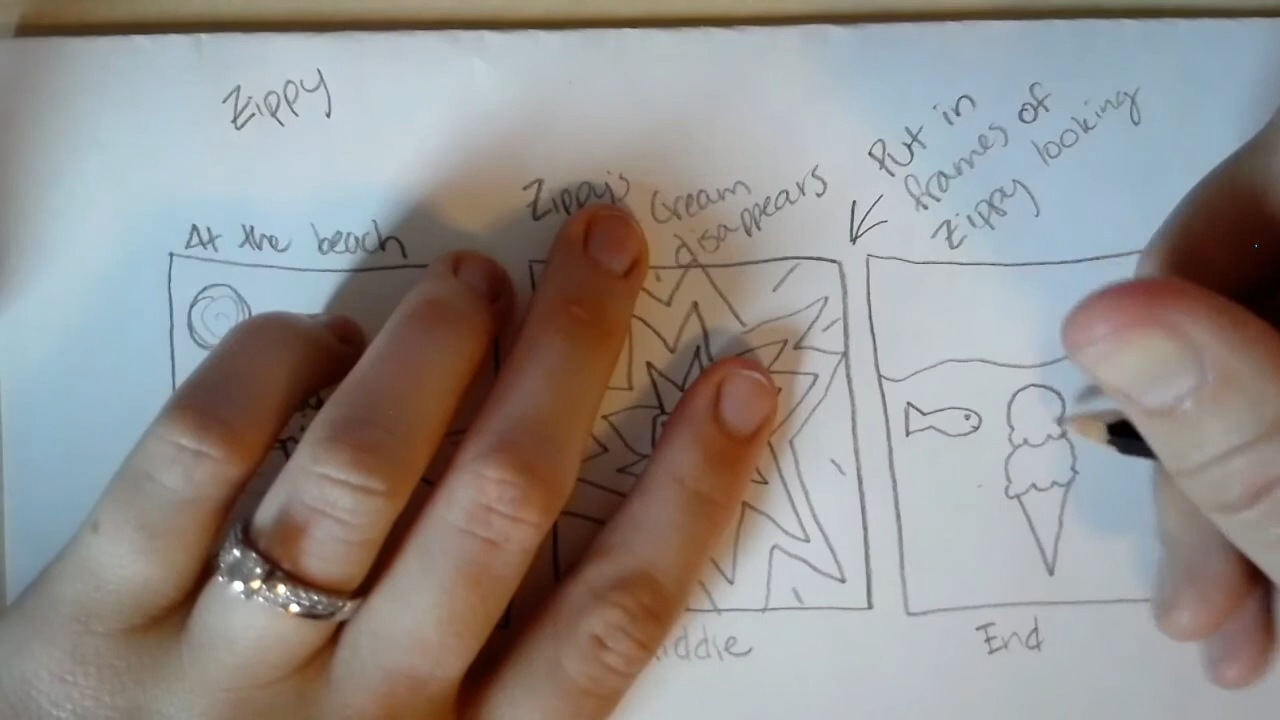 Zippy
At the beach
Zippy's Cream
disappears
Put in
frames of
Zippy looking
End